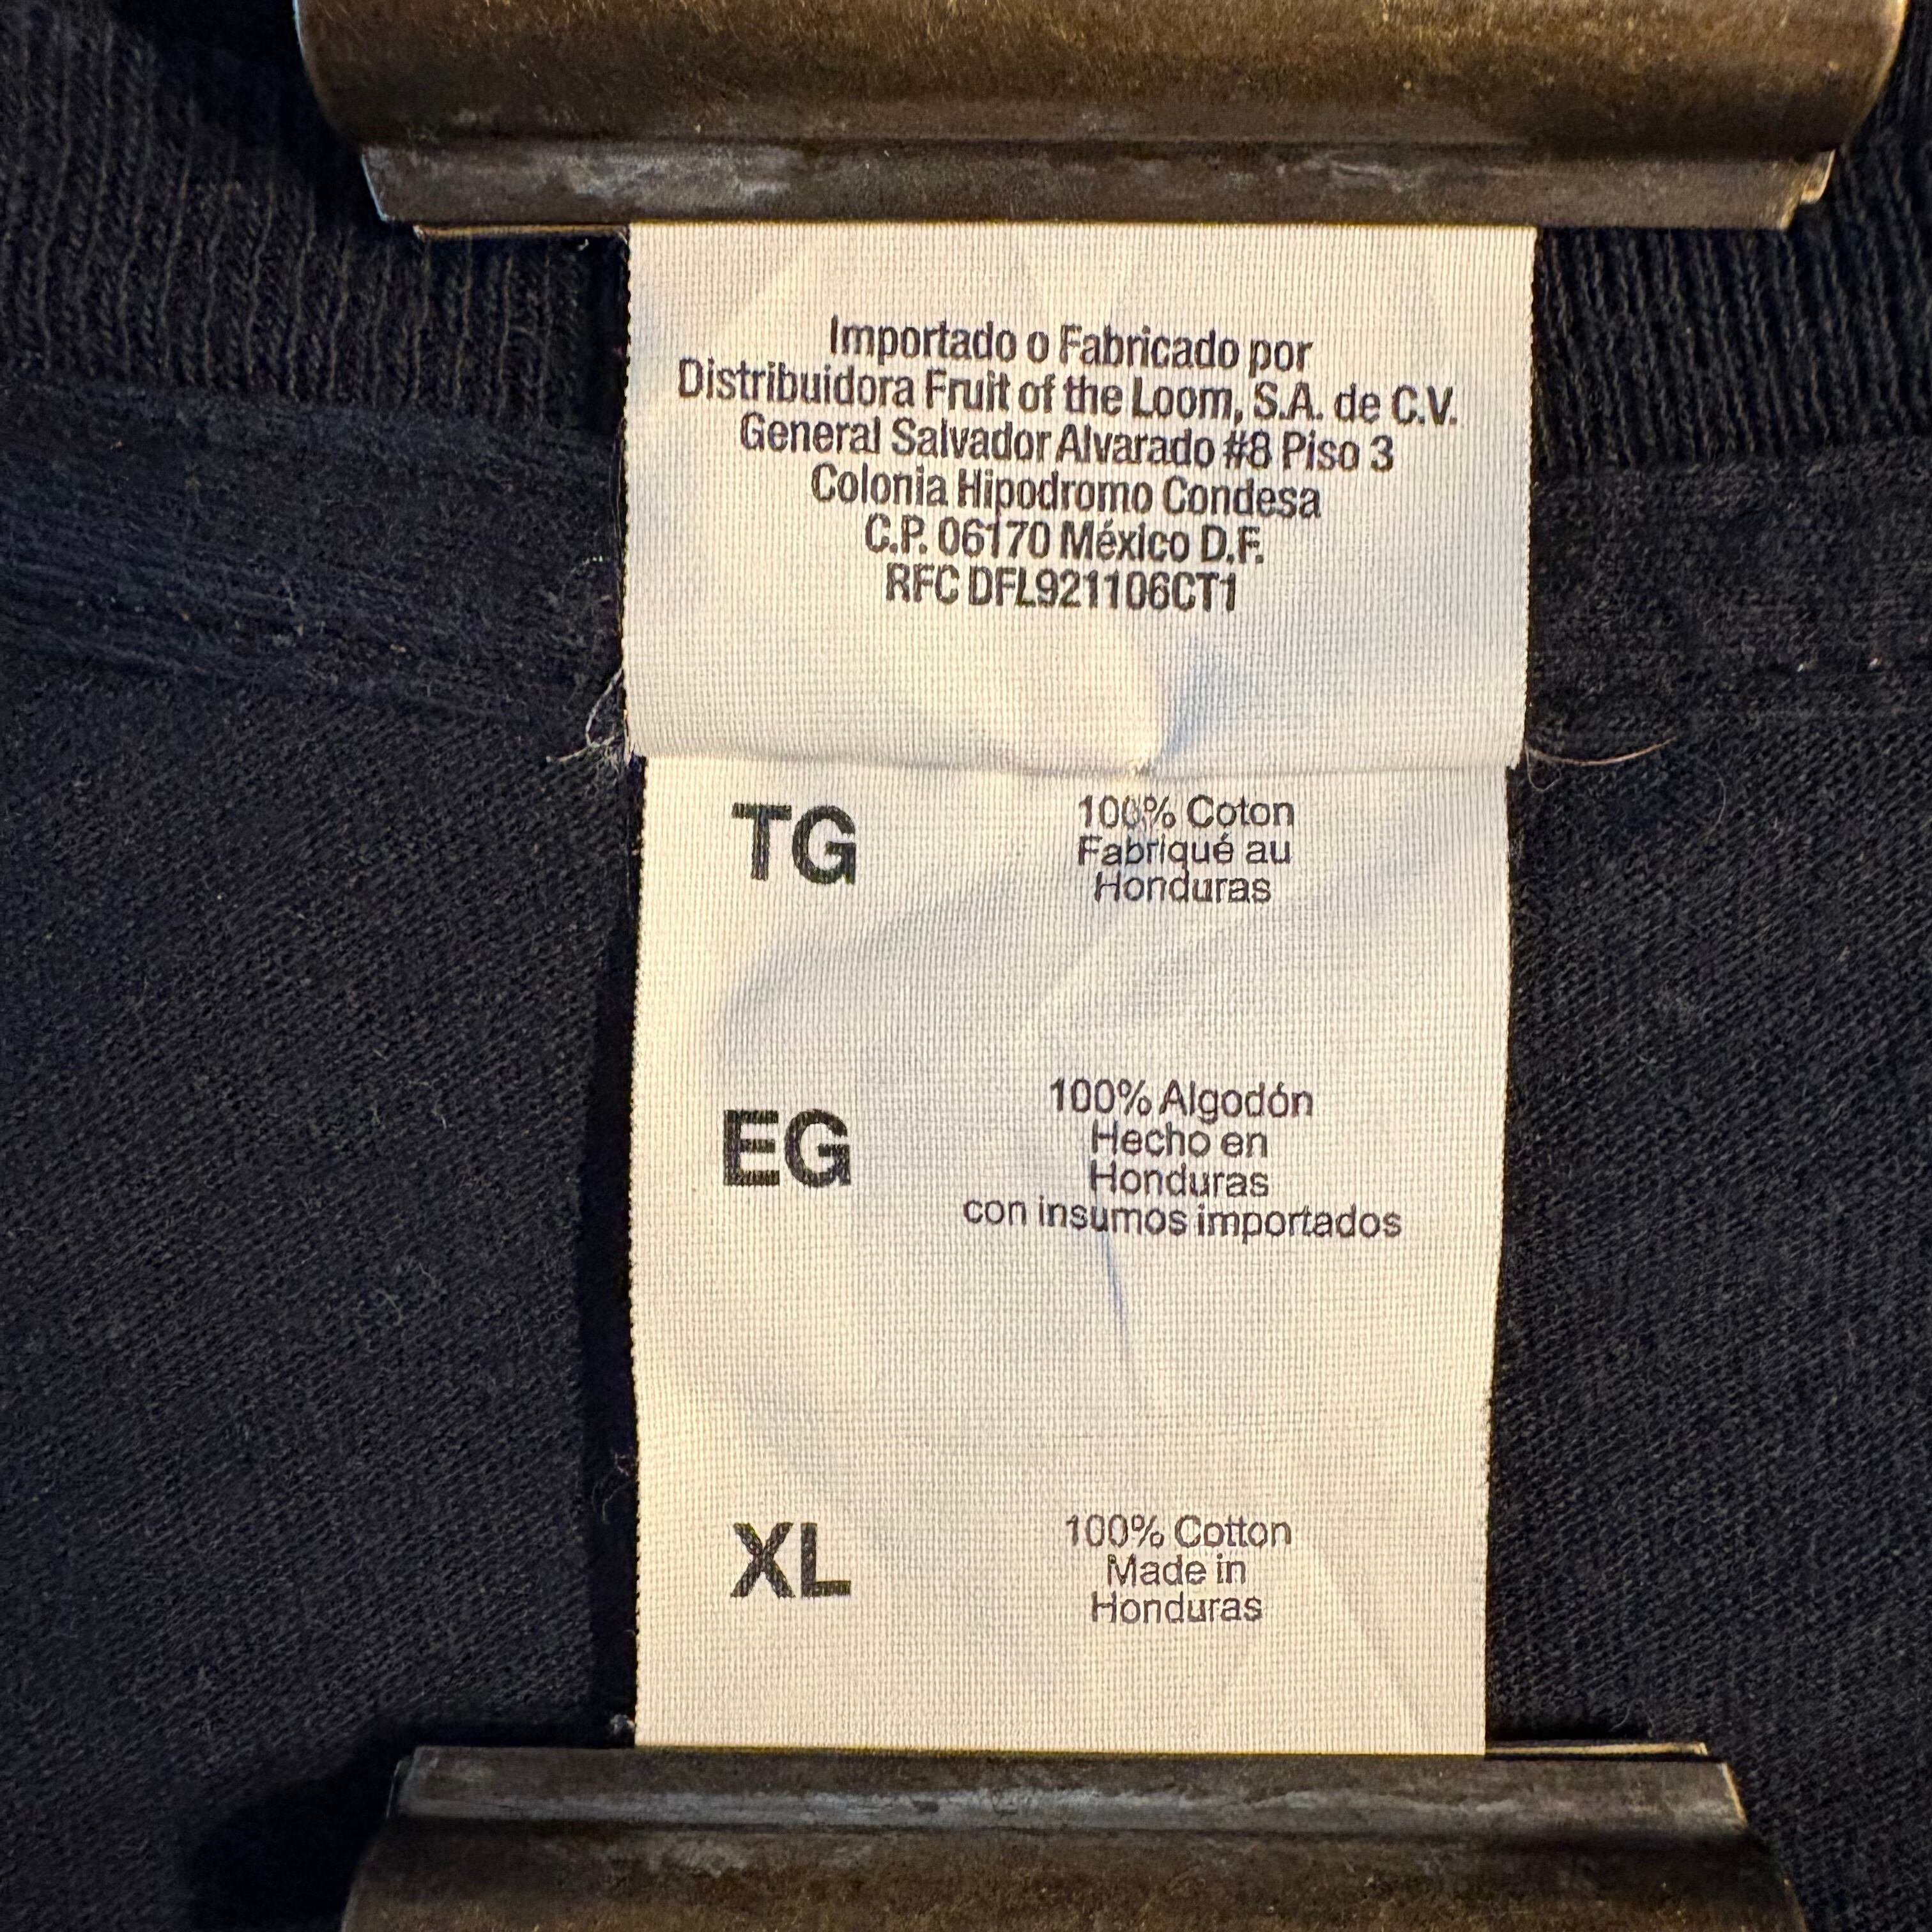 Importado o Fabricado por
Distribuidora Fruit of the Loom, S.A. de C.V.
General Salvador Alvarado #8 Piso 3
Colonia Hipodromo Condesa
C.P. 06170 México D.F.
RFC DFL921106CT1
TG
100% Coton
Fabriqué au
Honduras
EG
100% Algodón
Hecho en
Honduras
con insumos importados
XL
100% Cotton
Made in
Honduras